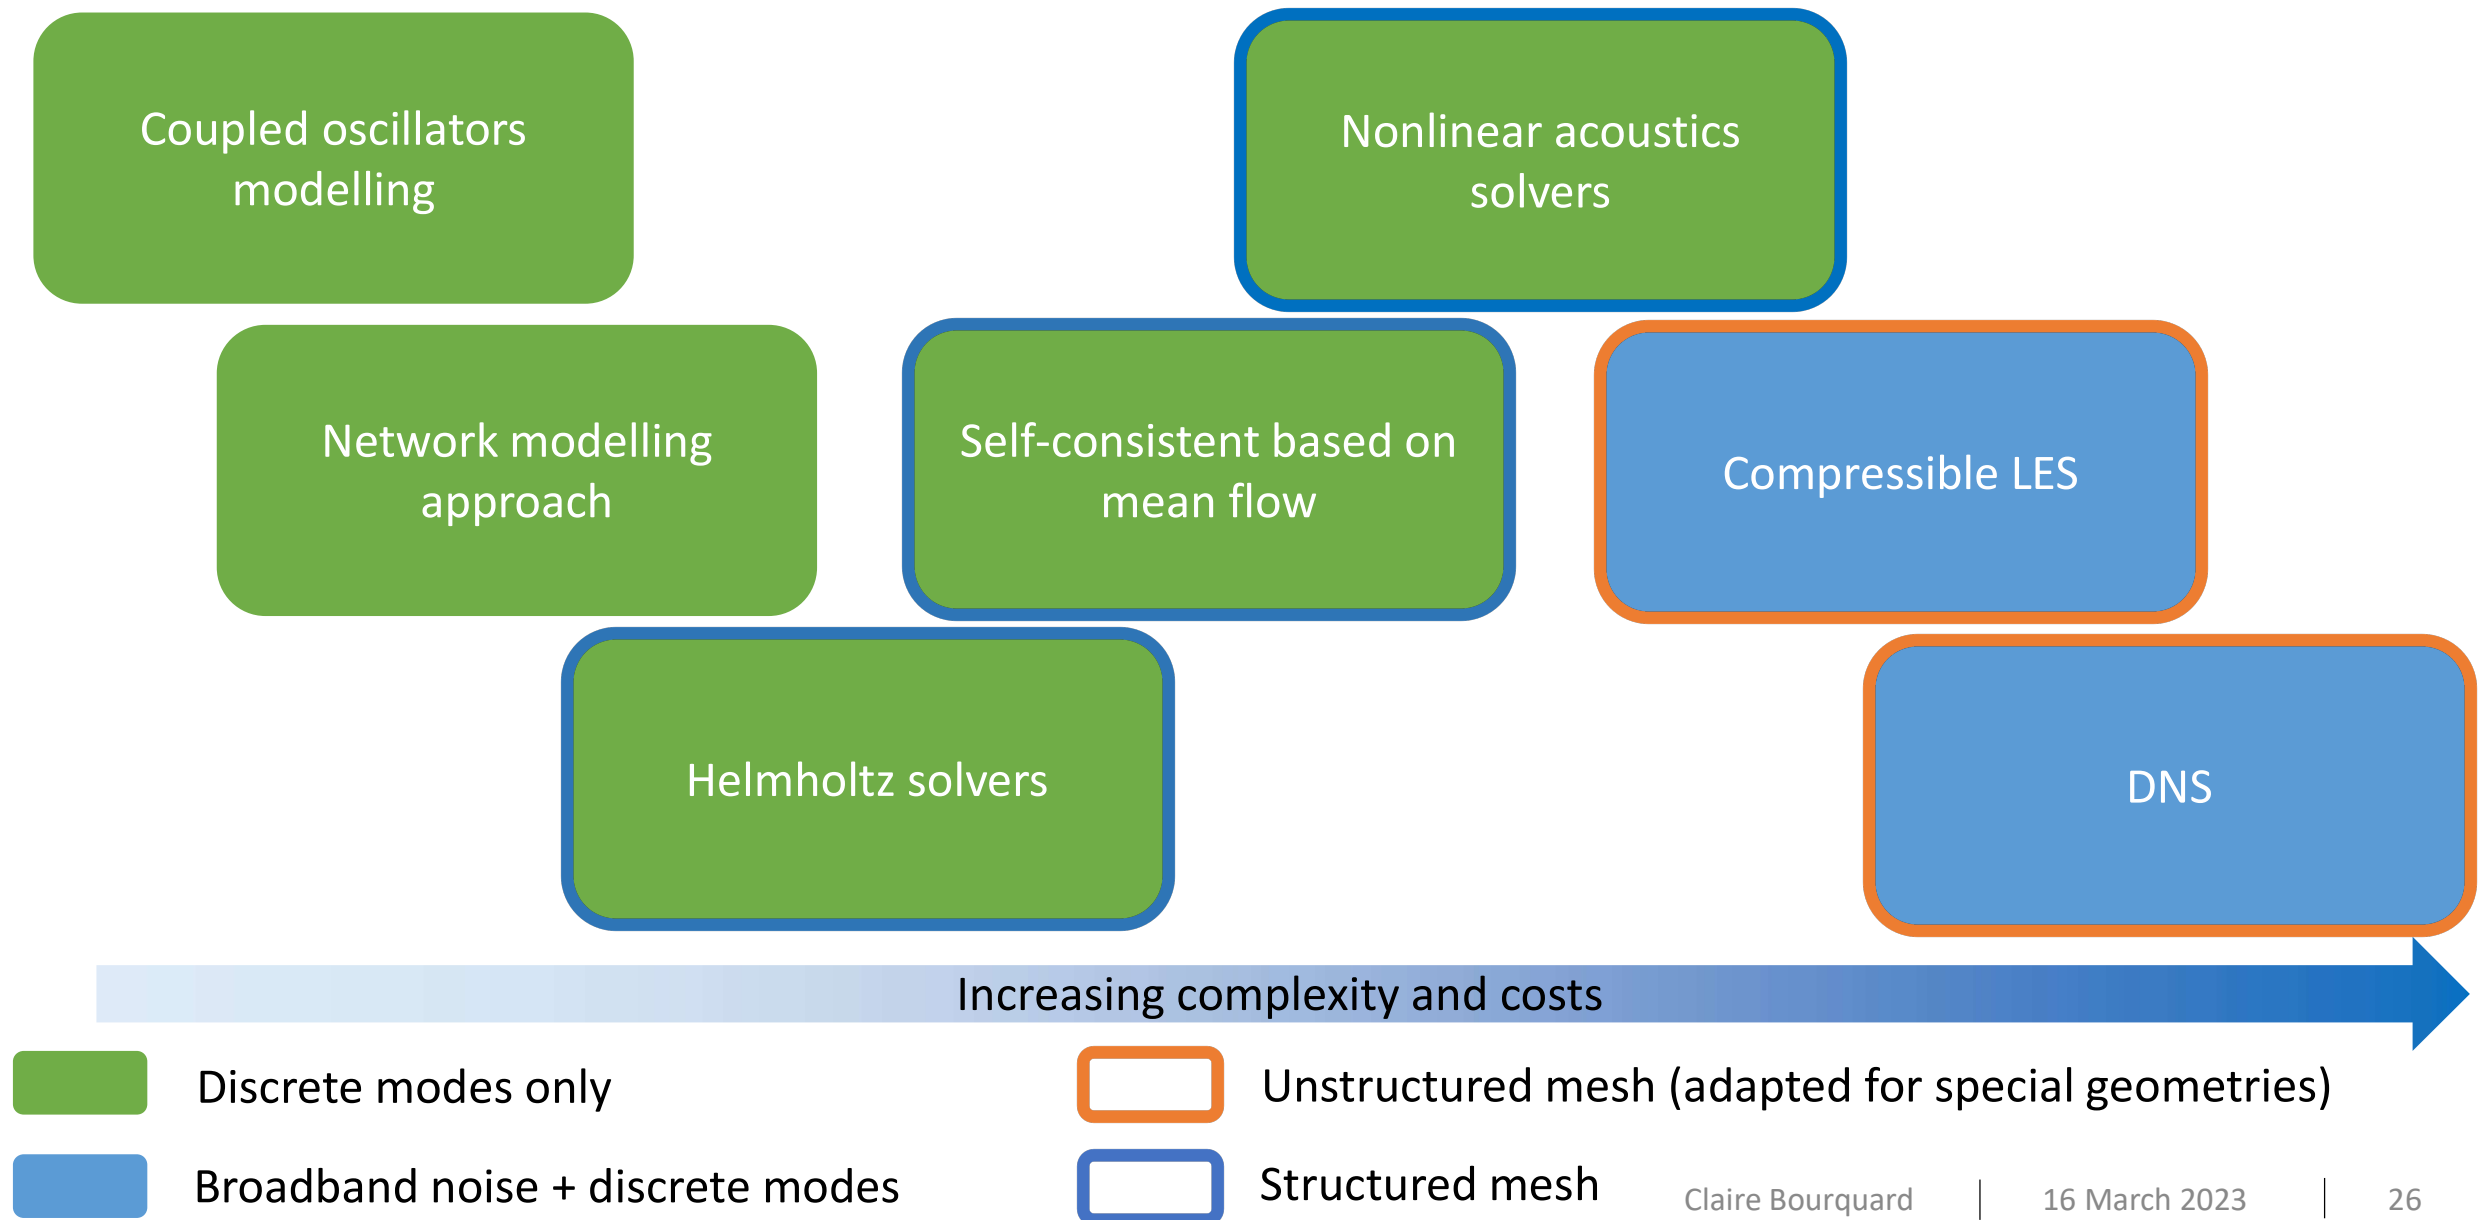 Coupled oscillators
modelling
Nonlinear acoustics
solvers
Network modelling
approach
Self-consistent based on
mean flow
Compressible LES
Helmholtz solvers
DNS
Increasing complexity and costs
Discrete modes only
Unstructured mesh (adapted for special geometries)
Broadband noise + discrete modes
Structured mesh
Claire Bourquard
16 March 2023
26